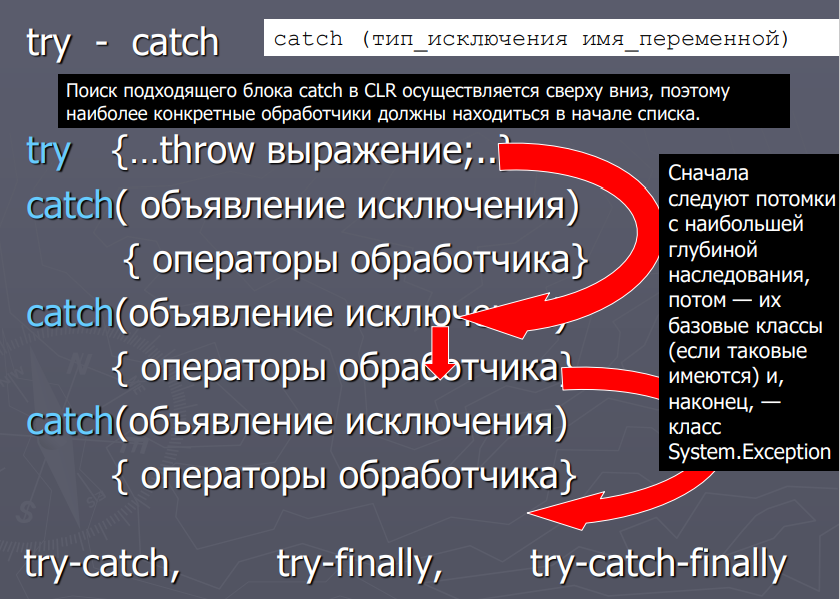 try - catch
catch (тип_исключения имя_переменной)
Поиск подходящего блока catch в CLR осуществляется сверху вниз, поэтому
наиболее конкретные обработчики должны находиться в начале списка.
try {...throw выражение;..}
catch( объявление исключения)
{ операторы обработчика}
catch(объявление исключения)
{ операторы обработчика}
catch(объявление исключения)
{ операторы обработчика}
Сначала
следуют потомки
с наибольшей
глубиной
наследования,
потом — их
базовые классы
(если таковые
имеются) и,
наконец, —
класс
System.Exception
try-catch, try-finally, try-catch-finally